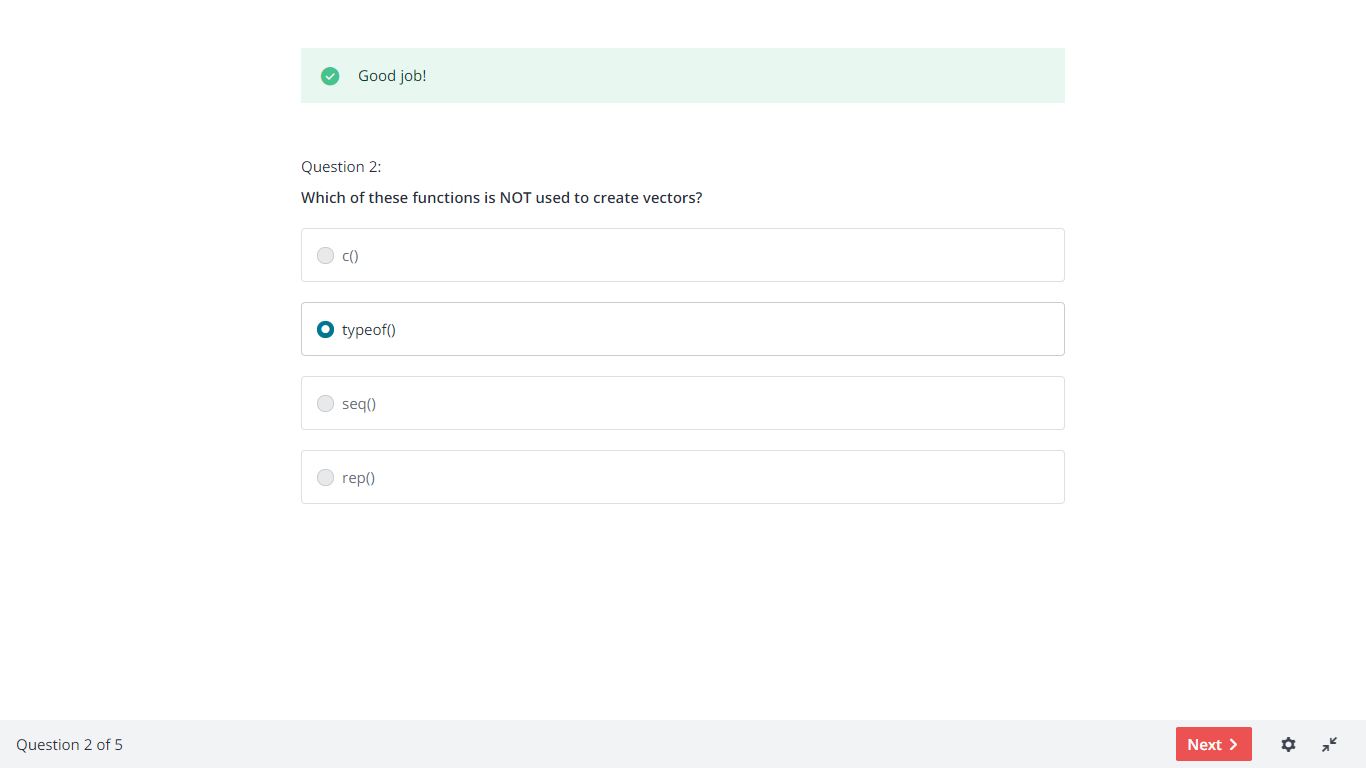 Good job!
Question 2:
Which of these functions is NOT used to create vectors?
c()
typeof()
seq()
rep()
Question 2 of 5
Next